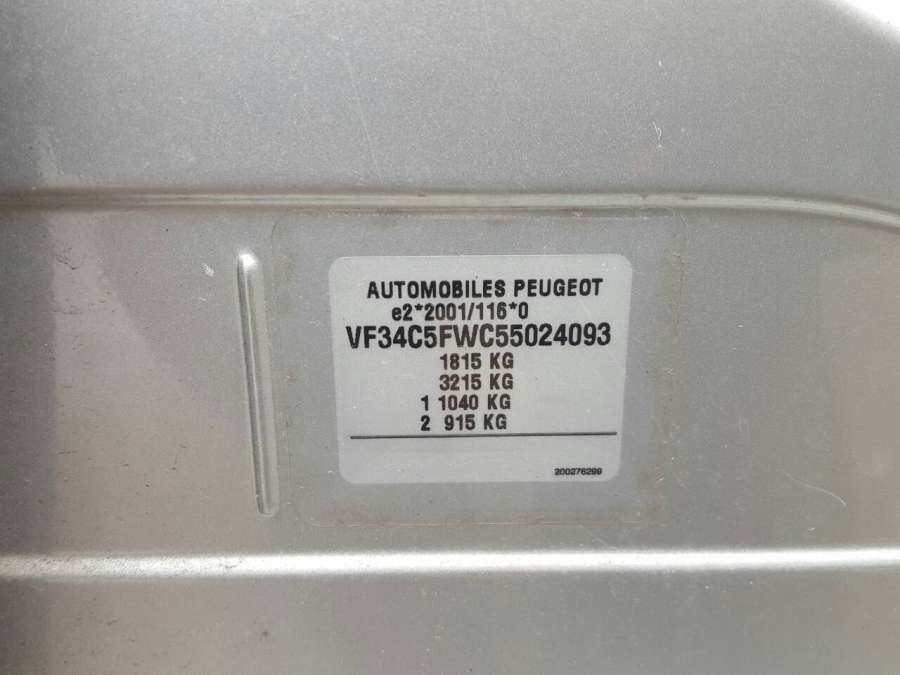 AUTOMOBILES PEUGEOT
e2*2001/116*0
VF34C5FWC55024093
1815 KG
3215 KG
1 1040 KG
2 915 KG
200276299